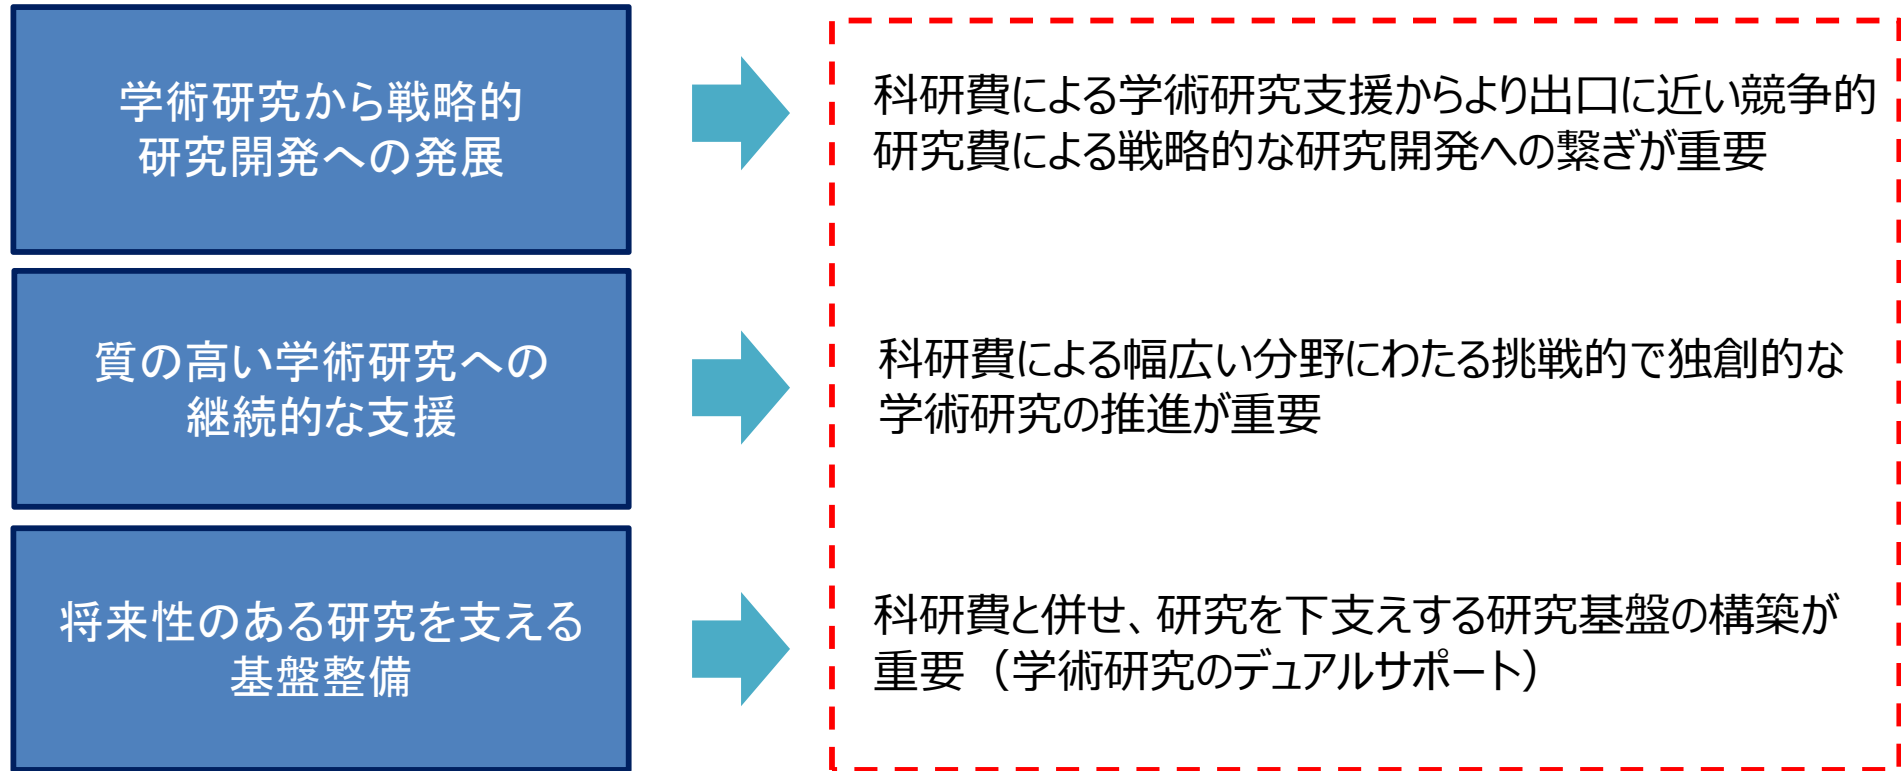 学術研究から戦略的
研究開発への発展
科研費による学術研究支援からより出口に近い競争的
研究費による戦略的な研究開発への繋ぎが重要
質の高い学術研究への
継続的な支援
科研費による幅広い分野にわたる挑戦的で独創的な
学術研究の推進が重要
将来性のある研究を支える
基盤整備
科研費と併せ、研究を下支えする研究基盤の構築が
重要（学術研究のデュアルサポート）